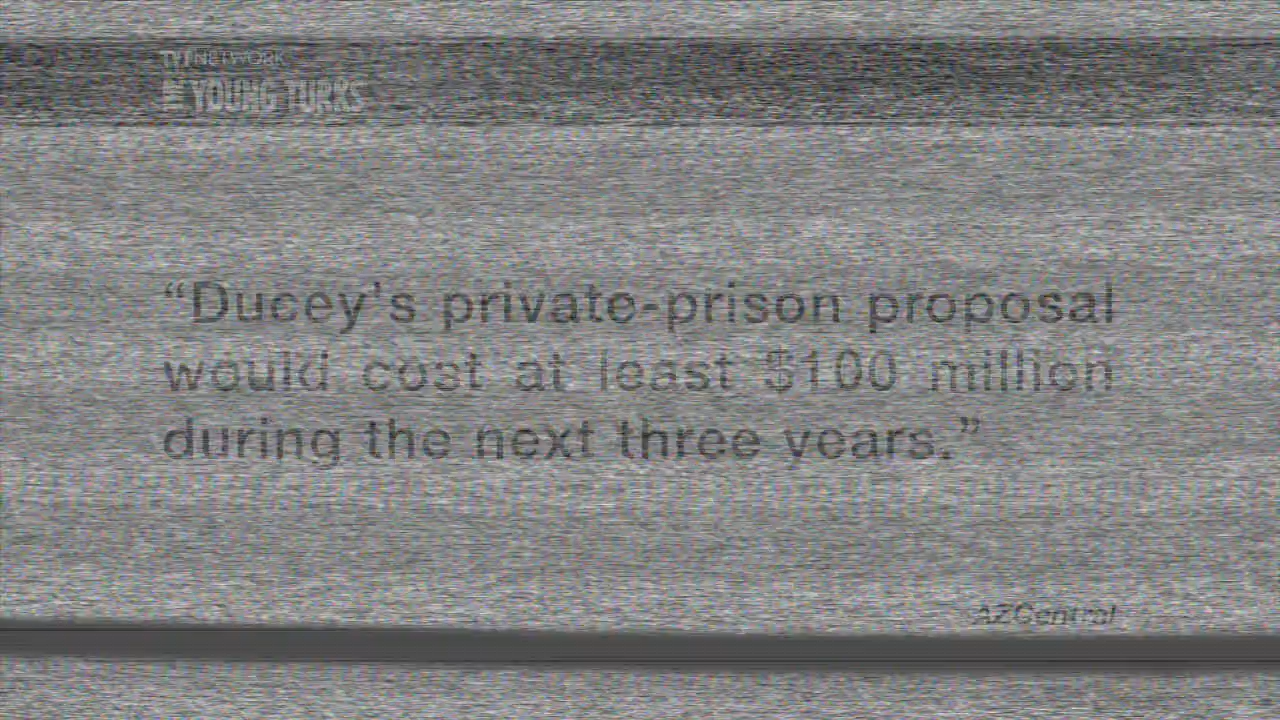 TYT NETWORK
THE YOUNG TURKS
“Ducey's private-prison proposal
would cost at least $100 million
during the next three years.”
AZCentral